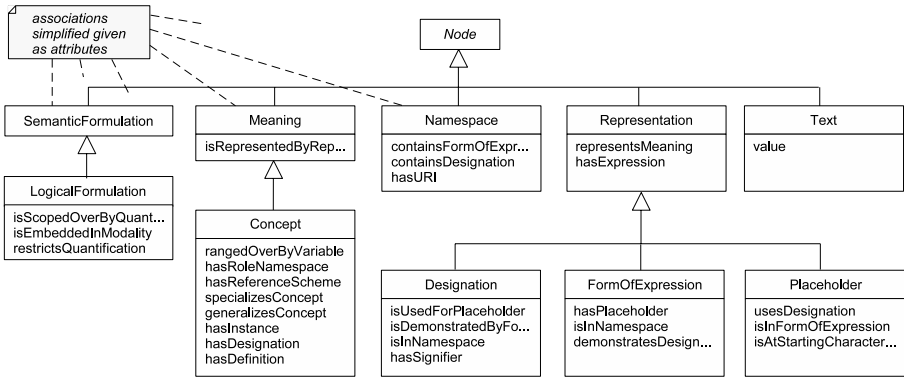 associations
simplified given
as attributes
Node
SemanticFormulation
Meaning
isRepresentedByRep...
Namespace
containsFormOfExpr...
containsDesignation
hasURI
Representation
representsMeaning
hasExpression
Text
value
LogicalFormulation
isScopedOverByQuant...
isEmbeddedInModality
restrictsQuantification
Concept
rangedOverByVariable
hasRoleNamespace
hasReferenceScheme
specializesConcept
generalizesConcept
hasInstance
hasDesignation
hasDefinition
Designation
isUsedForPlaceholder
isDemonstratedByFo...
isInNamespace
hasSignifier
FormOfExpression
hasPlaceholder
isInNamespace
demonstratesDesign...
Placeholder
usesDesignation
isInFormOfExpression
isAtStartingCharacter...